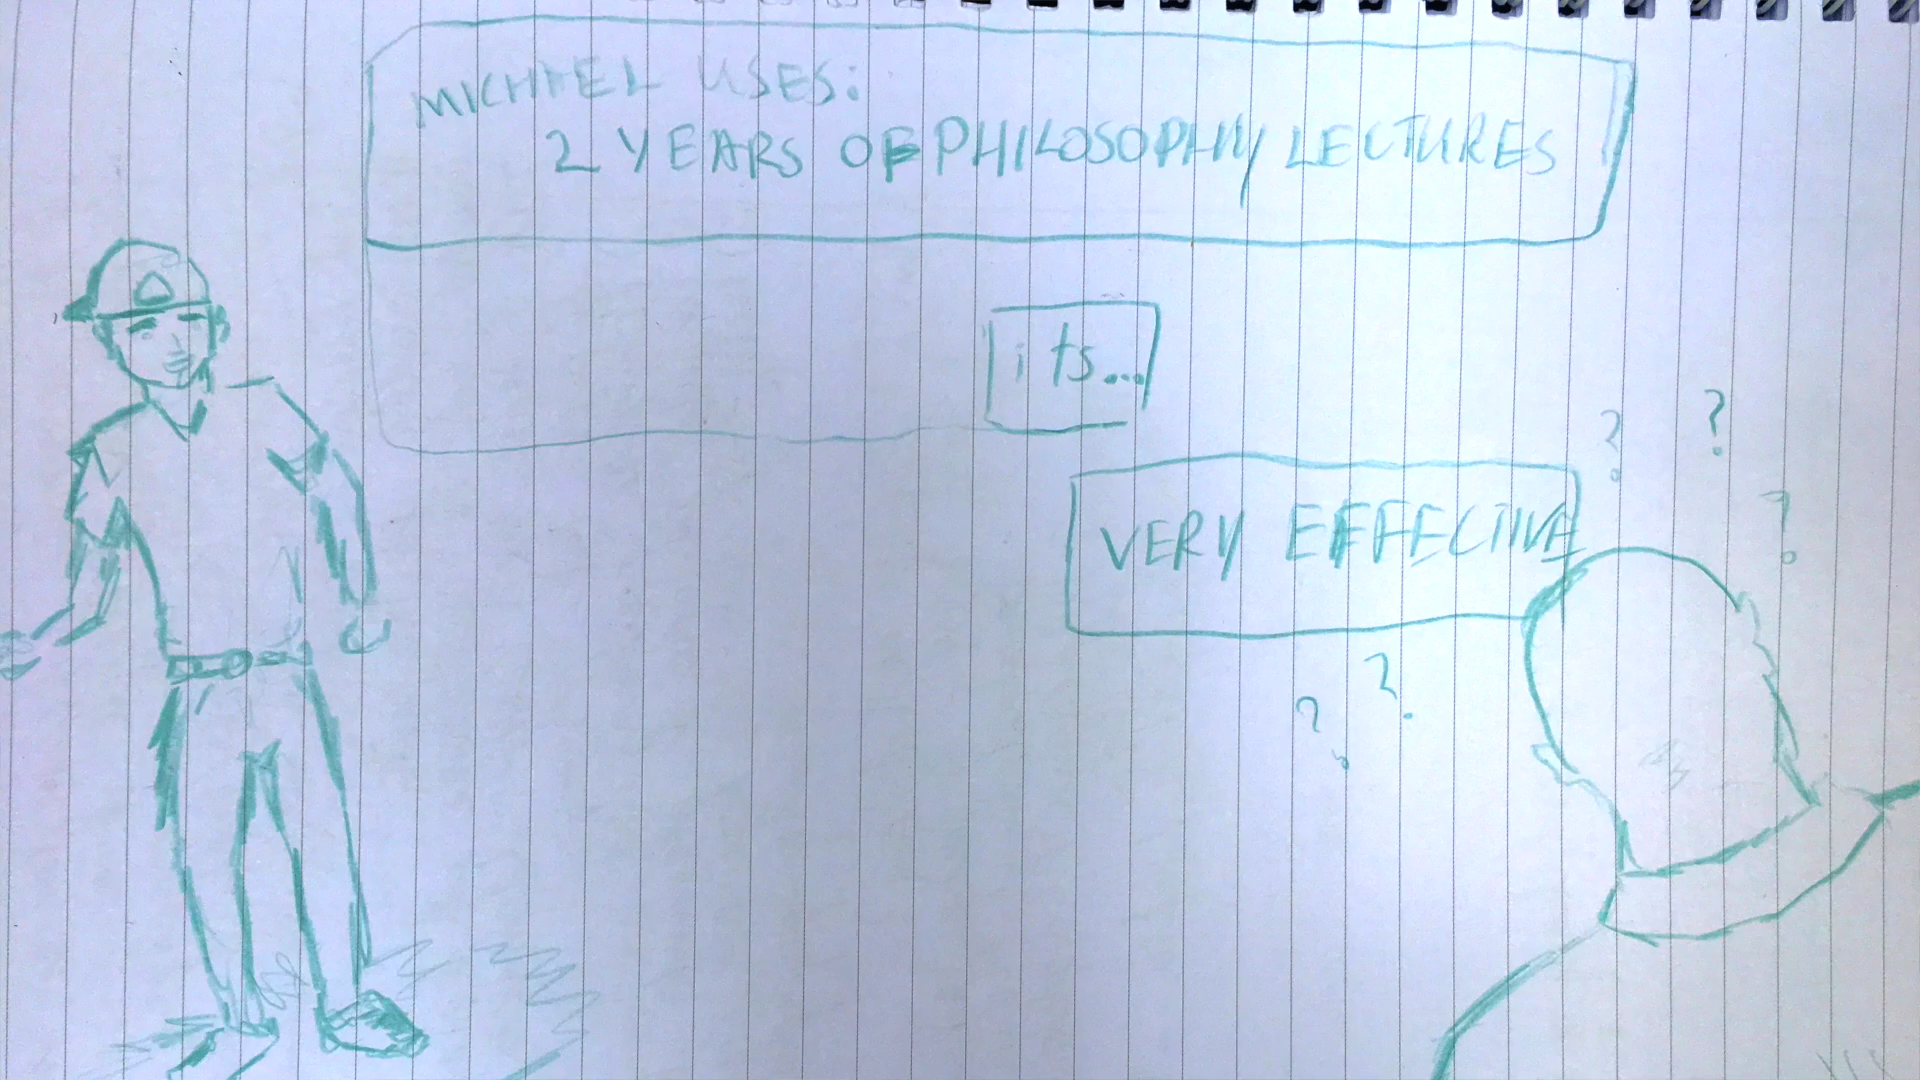 MICHAEL USES:
2 YEARS OF PHILOSOPHY LECTURES
its...
VERY EFFECTIVE
? ? ?
? ?